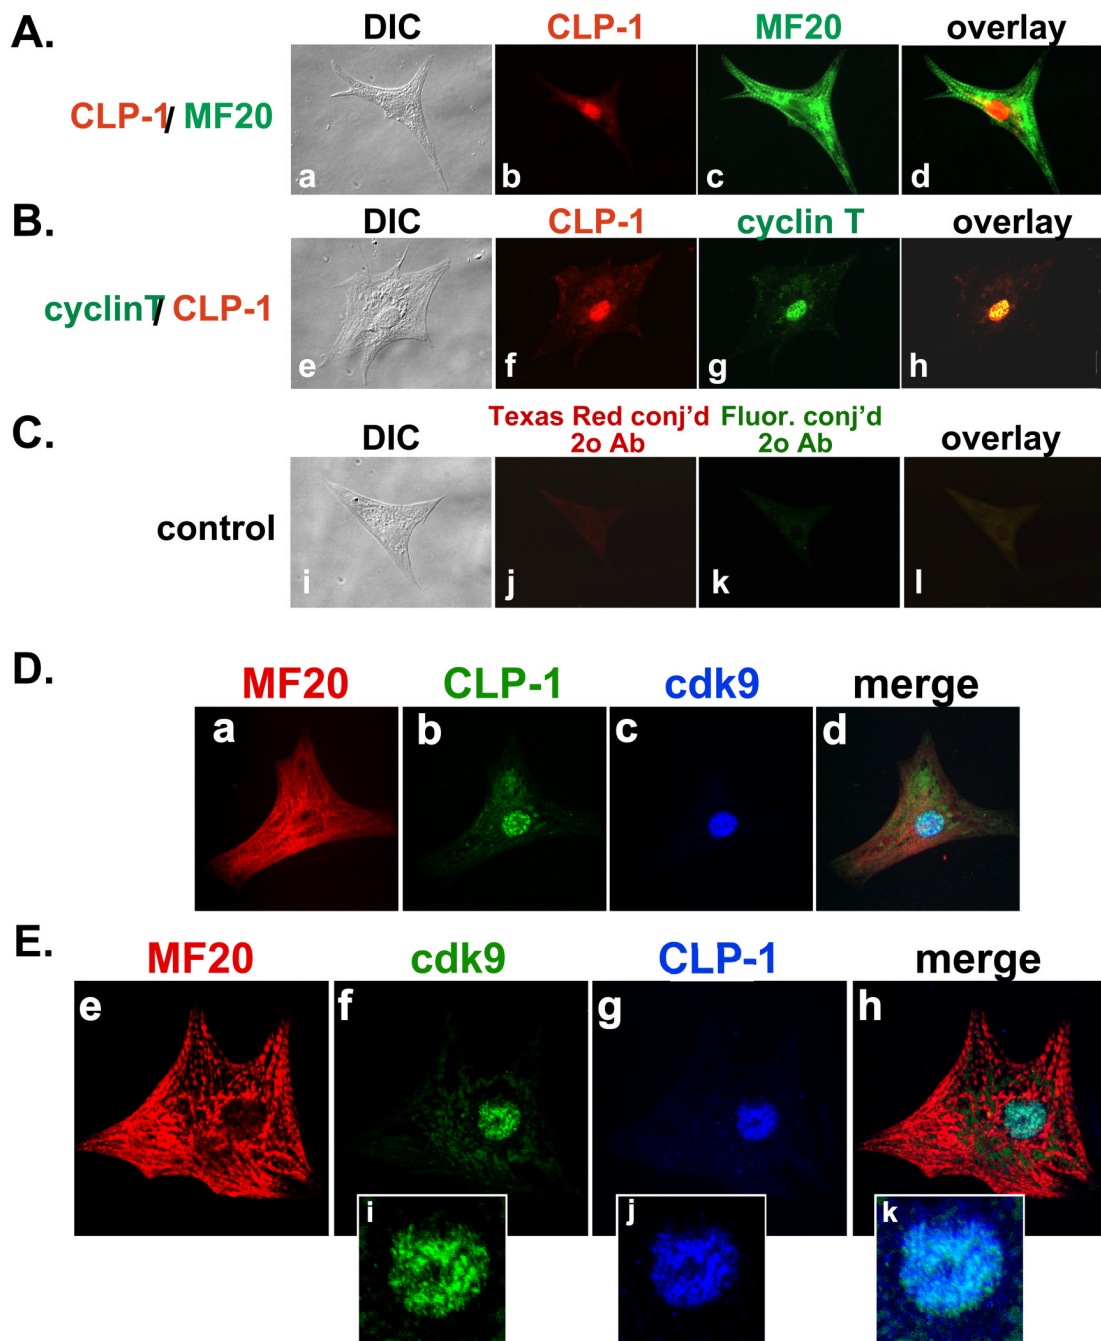 A.
DIC CLP-1 MF20 overlay
CLP-1/ MF20
a b c d
B.
DIC CLP-1 cyclin T overlay
cyclinT/ CLP-1
e f g h
C.
DIC Texas Red conj'd 2o Ab Fluor. conj'd 2o Ab overlay
control
i j k l
D.
MF20 CLP-1 cdk9 merge
a b c d
E.
MF20 cdk9 CLP-1 merge
e f g h
i j k